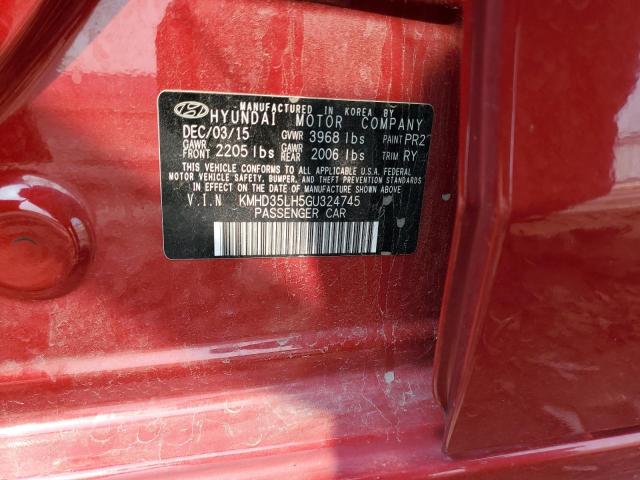 MANUFACTURED IN KOREA BY
HYUNDAI MOTOR COMPANY
DEC/03/15 GVWR 3968 lbs PAINT PR2
GAWR FRONT 2205 lbs GAWR REAR 2006 lbs TRIM RY
THIS VEHICLE CONFORMS TO ALL APPLICABLE U.S.A. FEDERAL
MOTOR VEHICLE SAFETY, BUMPER, AND THEFT PREVENTION
STANDARDS IN EFFECT ON THE DATE OF MANUFACTURE SHOWN ABOVE.
V.I.N KMHD35LH5GU324745
PASSENGER CAR